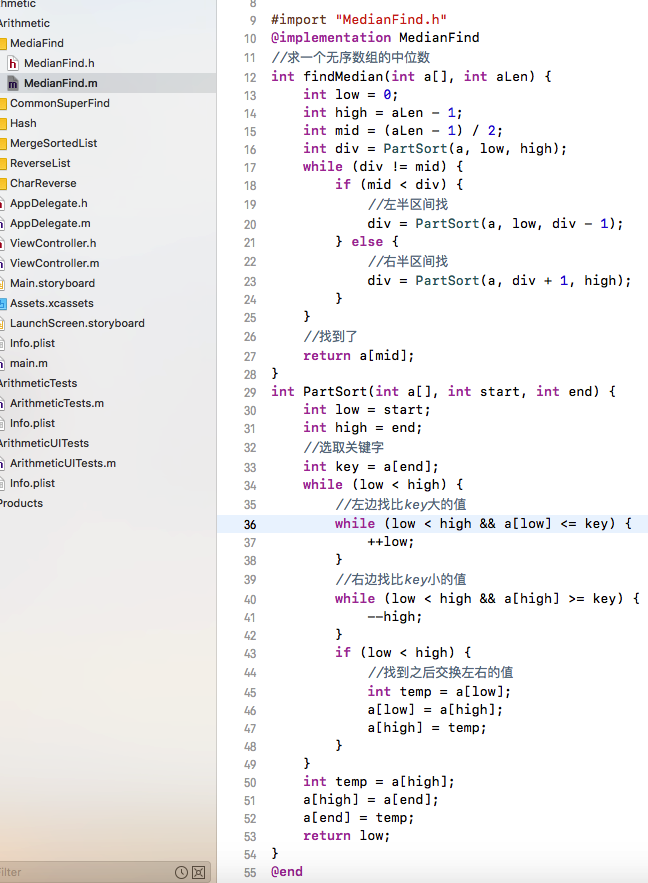 hmetic
Arithmetic
MediaFind
h MedianFind.h
m MedianFind.m
CommonSuperFind
Hash
MergeSortedList
ReverseList
CharReverse
AppDelegate.h
AppDelegate.m
ViewController.h
ViewController.m
Main.storyboard
Assets.xcassets
LaunchScreen.storyboard
Info.plist
main.m
ArithmeticTests
ArithmeticTests.m
Info.plist
ArithmeticUITests
ArithmeticUITests.m
Info.plist
Products
ilter
8
9 #import "MedianFind.h"
10 @implementation MedianFind
11 //求一个无序数组的中位数
12 int findMedian(int a[], int aLen) {
13 int low = 0;
14 int high = aLen - 1;
15 int mid = (aLen - 1) / 2;
16 int div = PartSort(a, low, high);
17 while (div != mid) {
18 if (mid < div) {
19 //左半区间找
20 div = PartSort(a, low, div - 1);
21 } else {
22 //右半区间找
23 div = PartSort(a, div + 1, high);
24 }
25 }
26 //找到了
27 return a[mid];
28 }
29 int PartSort(int a[], int start, int end) {
30 int low = start;
31 int high = end;
32 //选取关键字
33 int key = a[end];
34 while (low < high) {
35 //左边找比key大的值
36 while (low < high && a[low] <= key) {
37 ++low;
38 }
39 //右边找比key小的值
40 while (low < high && a[high] >= key) {
41 --high;
42 }
43 if (low < high) {
44 //找到之后交换左右的值
45 int temp = a[low];
46 a[low] = a[high];
47 a[high] = temp;
48 }
49 }
50 int temp = a[high];
51 a[high] = a[end];
52 a[end] = temp;
53 return low;
54 }
55 @end